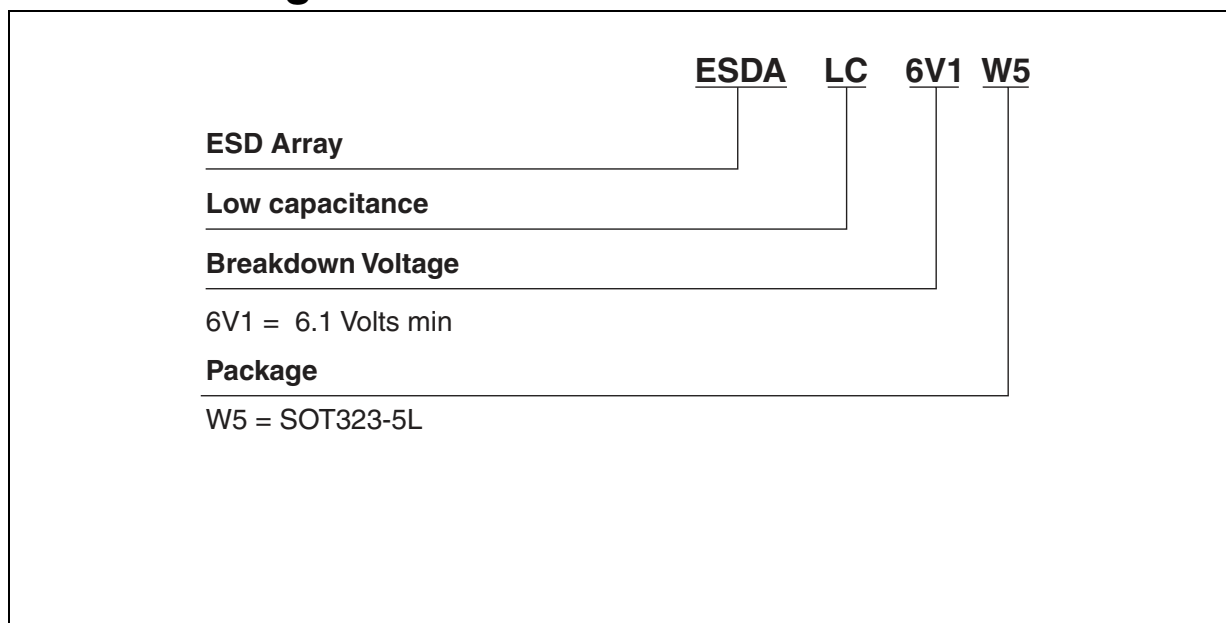 ESDA LC 6V1 W5
ESD Array
Low capacitance
Breakdown Voltage
6V1 = 6.1 Volts min
Package
W5 = SOT323-5L